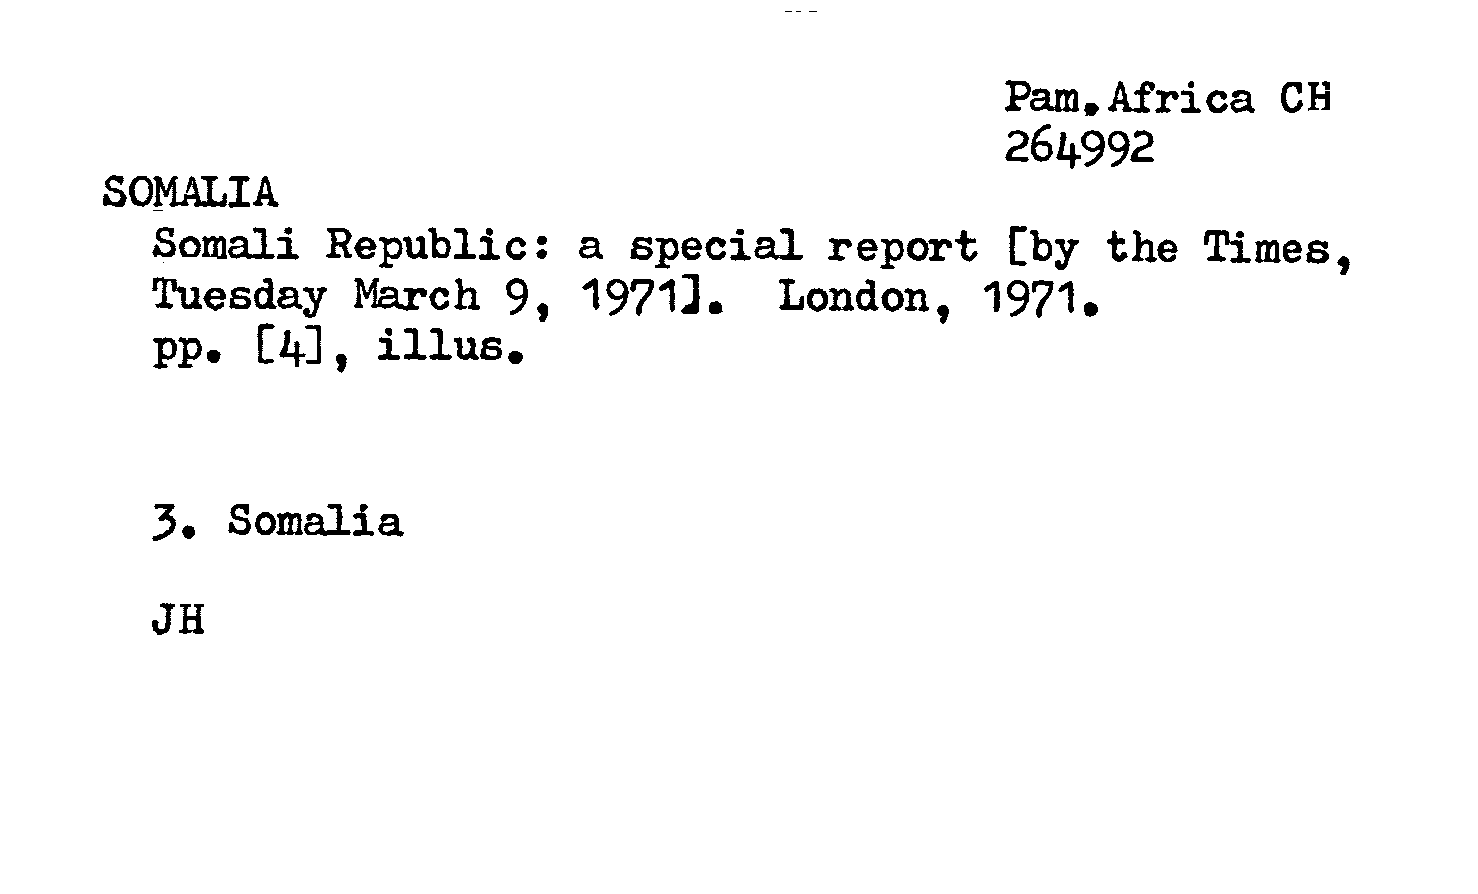 Pam.Africa CH
264992
SOMALIA
Somali Republic: a special report [by the Times,
Tuesday March 9, 1971].  London, 1971.
pp. [4], illus.
3. Somalia
JH